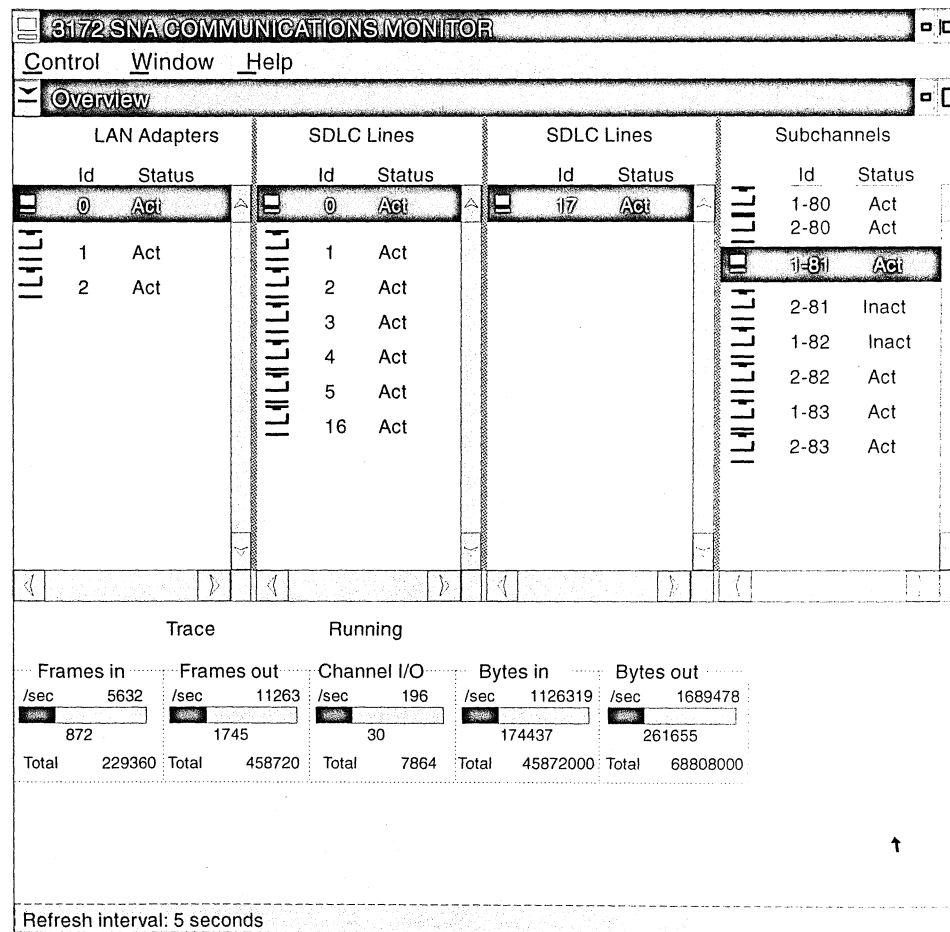 3172 SNA COMMUNICATIONS MONITOR
Control Window Help
Overview
LAN Adapters SDLC Lines SDLC Lines Subchannels
Id Status Id Status Id Status Id Status
0 Act 0 Act 17 Act 1-80 Act
2-80 Act
1 Act 1 Act 1-81 Act
2 Act 2 Act 2-81 Inact
3 Act 1-82 Inact
4 Act 2-82 Act
5 Act 1-83 Act
16 Act 2-83 Act
Trace Running
Frames in Frames out Channel I/O Bytes in Bytes out
/sec 5632 /sec 11263 /sec 196 /sec 1126319 /sec 1689478
872 1745 30 174437 261655
Total 229360 Total 458720 Total 7864 Total 45872000 Total 68808000
Refresh interval: 5 seconds